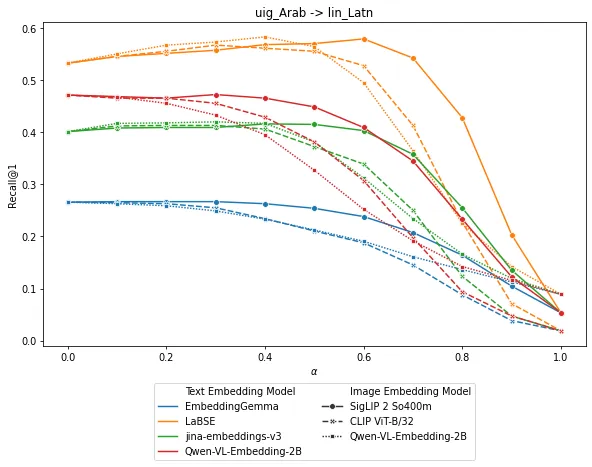 uig_Arab -> lin_Latn
Recall@1
0.6
0.5
0.4
0.3
0.2
0.1
0.0
0.0 0.2 0.4 0.6 0.8 1.0
α
Text Embedding Model Image Embedding Model
EmbeddingGemma SigLIP 2 So400m
LaBSE CLIP ViT-B/32
jina-embeddings-v3 Qwen-VL-Embedding-2B
Qwen-VL-Embedding-2B